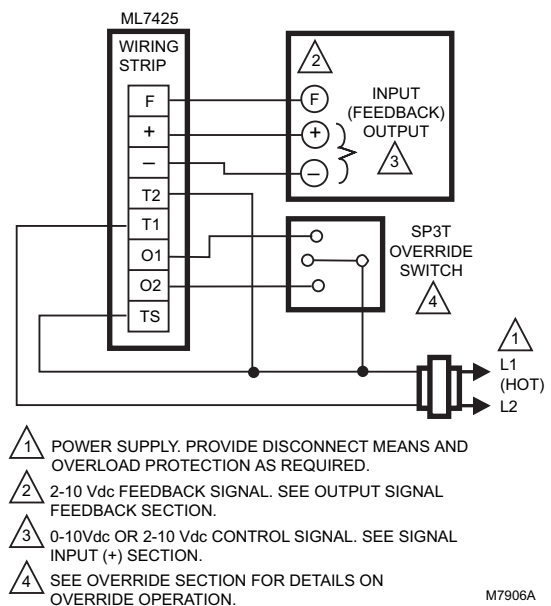 ML7425
WIRING
STRIP
F
+
–
T2
T1
O1
O2
TS
2
F
+
–
INPUT
(FEEDBACK)
OUTPUT
3
SP3T
OVERRIDE
SWITCH
4
1
L1
(HOT)
L2
1 POWER SUPPLY. PROVIDE DISCONNECT MEANS AND
OVERLOAD PROTECTION AS REQUIRED.
2 2-10 Vdc FEEDBACK SIGNAL. SEE OUTPUT SIGNAL
FEEDBACK SECTION.
3 0-10Vdc OR 2-10 Vdc CONTROL SIGNAL. SEE SIGNAL
INPUT (+) SECTION.
4 SEE OVERRIDE SECTION FOR DETAILS ON
OVERRIDE OPERATION.
M7906A